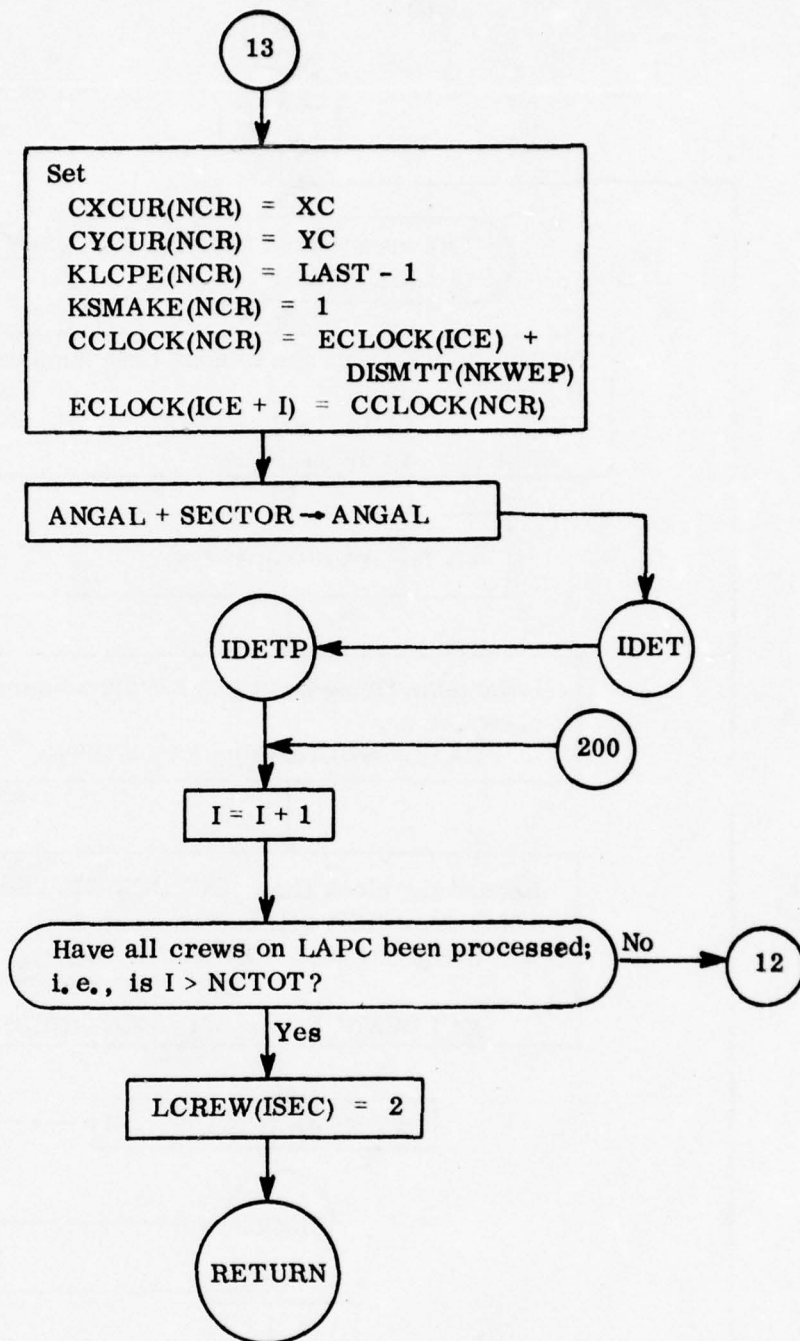 13
Set
CXCUR(NCR) = XC
CYCUR(NCR) = YC
KLCPE(NCR) = LAST - 1
KSMAKE(NCR) = 1
CCLOCK(NCR) = ECLOCK(ICE) +
DISMTT(NKWEP)
ECLOCK(ICE + I) = CCLOCK(NCR)
ANGAL + SECTOR → ANGAL
IDETP
IDET
200
I = I + 1
Have all crews on LAPC been processed;
i.e., is I > NCTOT?
No
12
Yes
LCREW(ISEC) = 2
RETURN